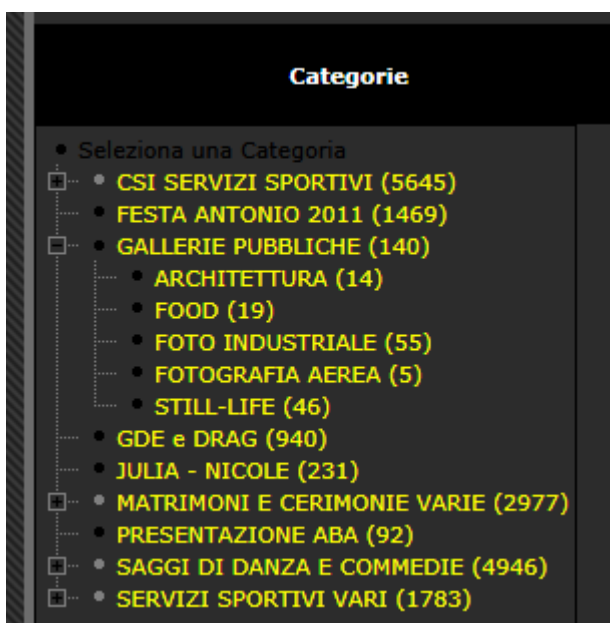 Categorie
Seleziona una Categoria
CSI SERVIZI SPORTIVI (5645)
FESTA ANTONIO 2011 (1469)
GALLERIE PUBBLICHE (140)
ARCHITETTURA (14)
FOOD (19)
FOTO INDUSTRIALE (55)
FOTOGRAFIA AEREA (5)
STILL-LIFE (46)
GDE e DRAG (940)
JULIA - NICOLE (231)
MATRIMONI E CERIMONIE VARIE (2977)
PRESENTAZIONE ABA (92)
SAGGI DI DANZA E COMMEDIE (4946)
SERVIZI SPORTIVI VARI (1783)